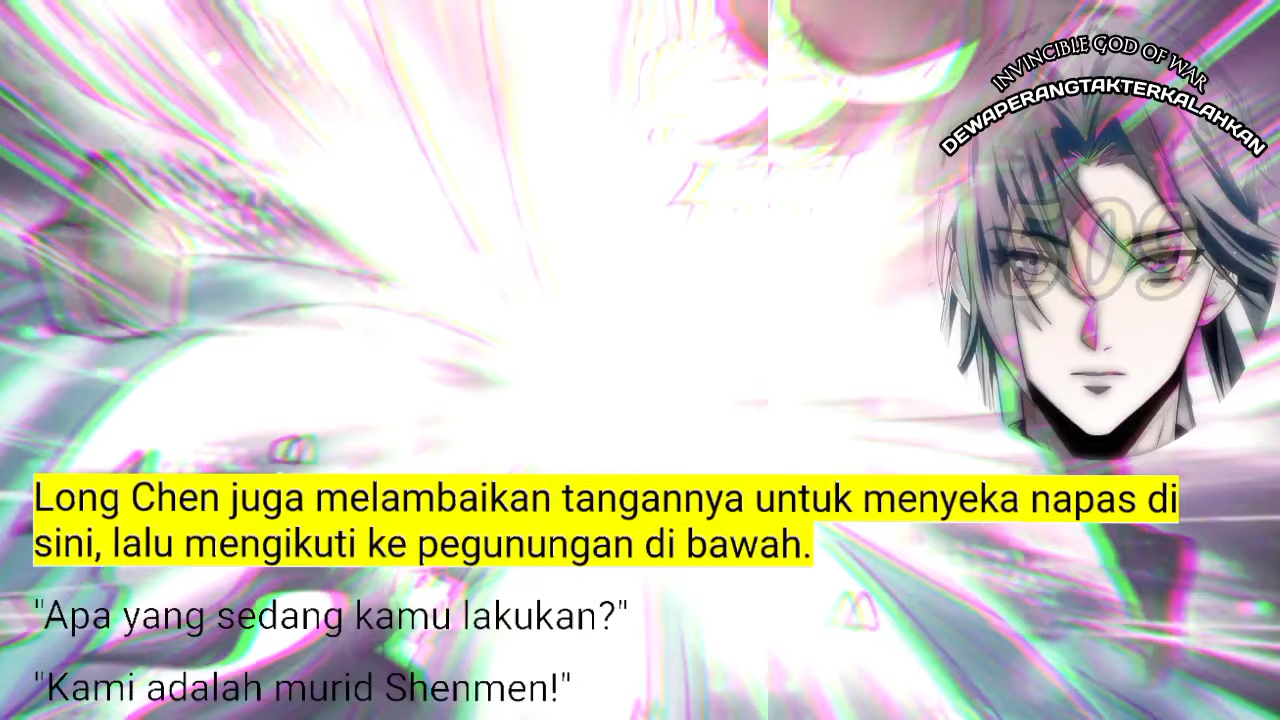 INVINCIBLE GOD OF WAR
DEWAPERANGTAKTERKALAHKAN
509
Long Chen juga melambaikan tangannya untuk menyeka napas di
sini, lalu mengikuti ke pegunungan di bawah.
"Apa yang sedang kamu lakukan?"
"Kami adalah murid Shenmen!"